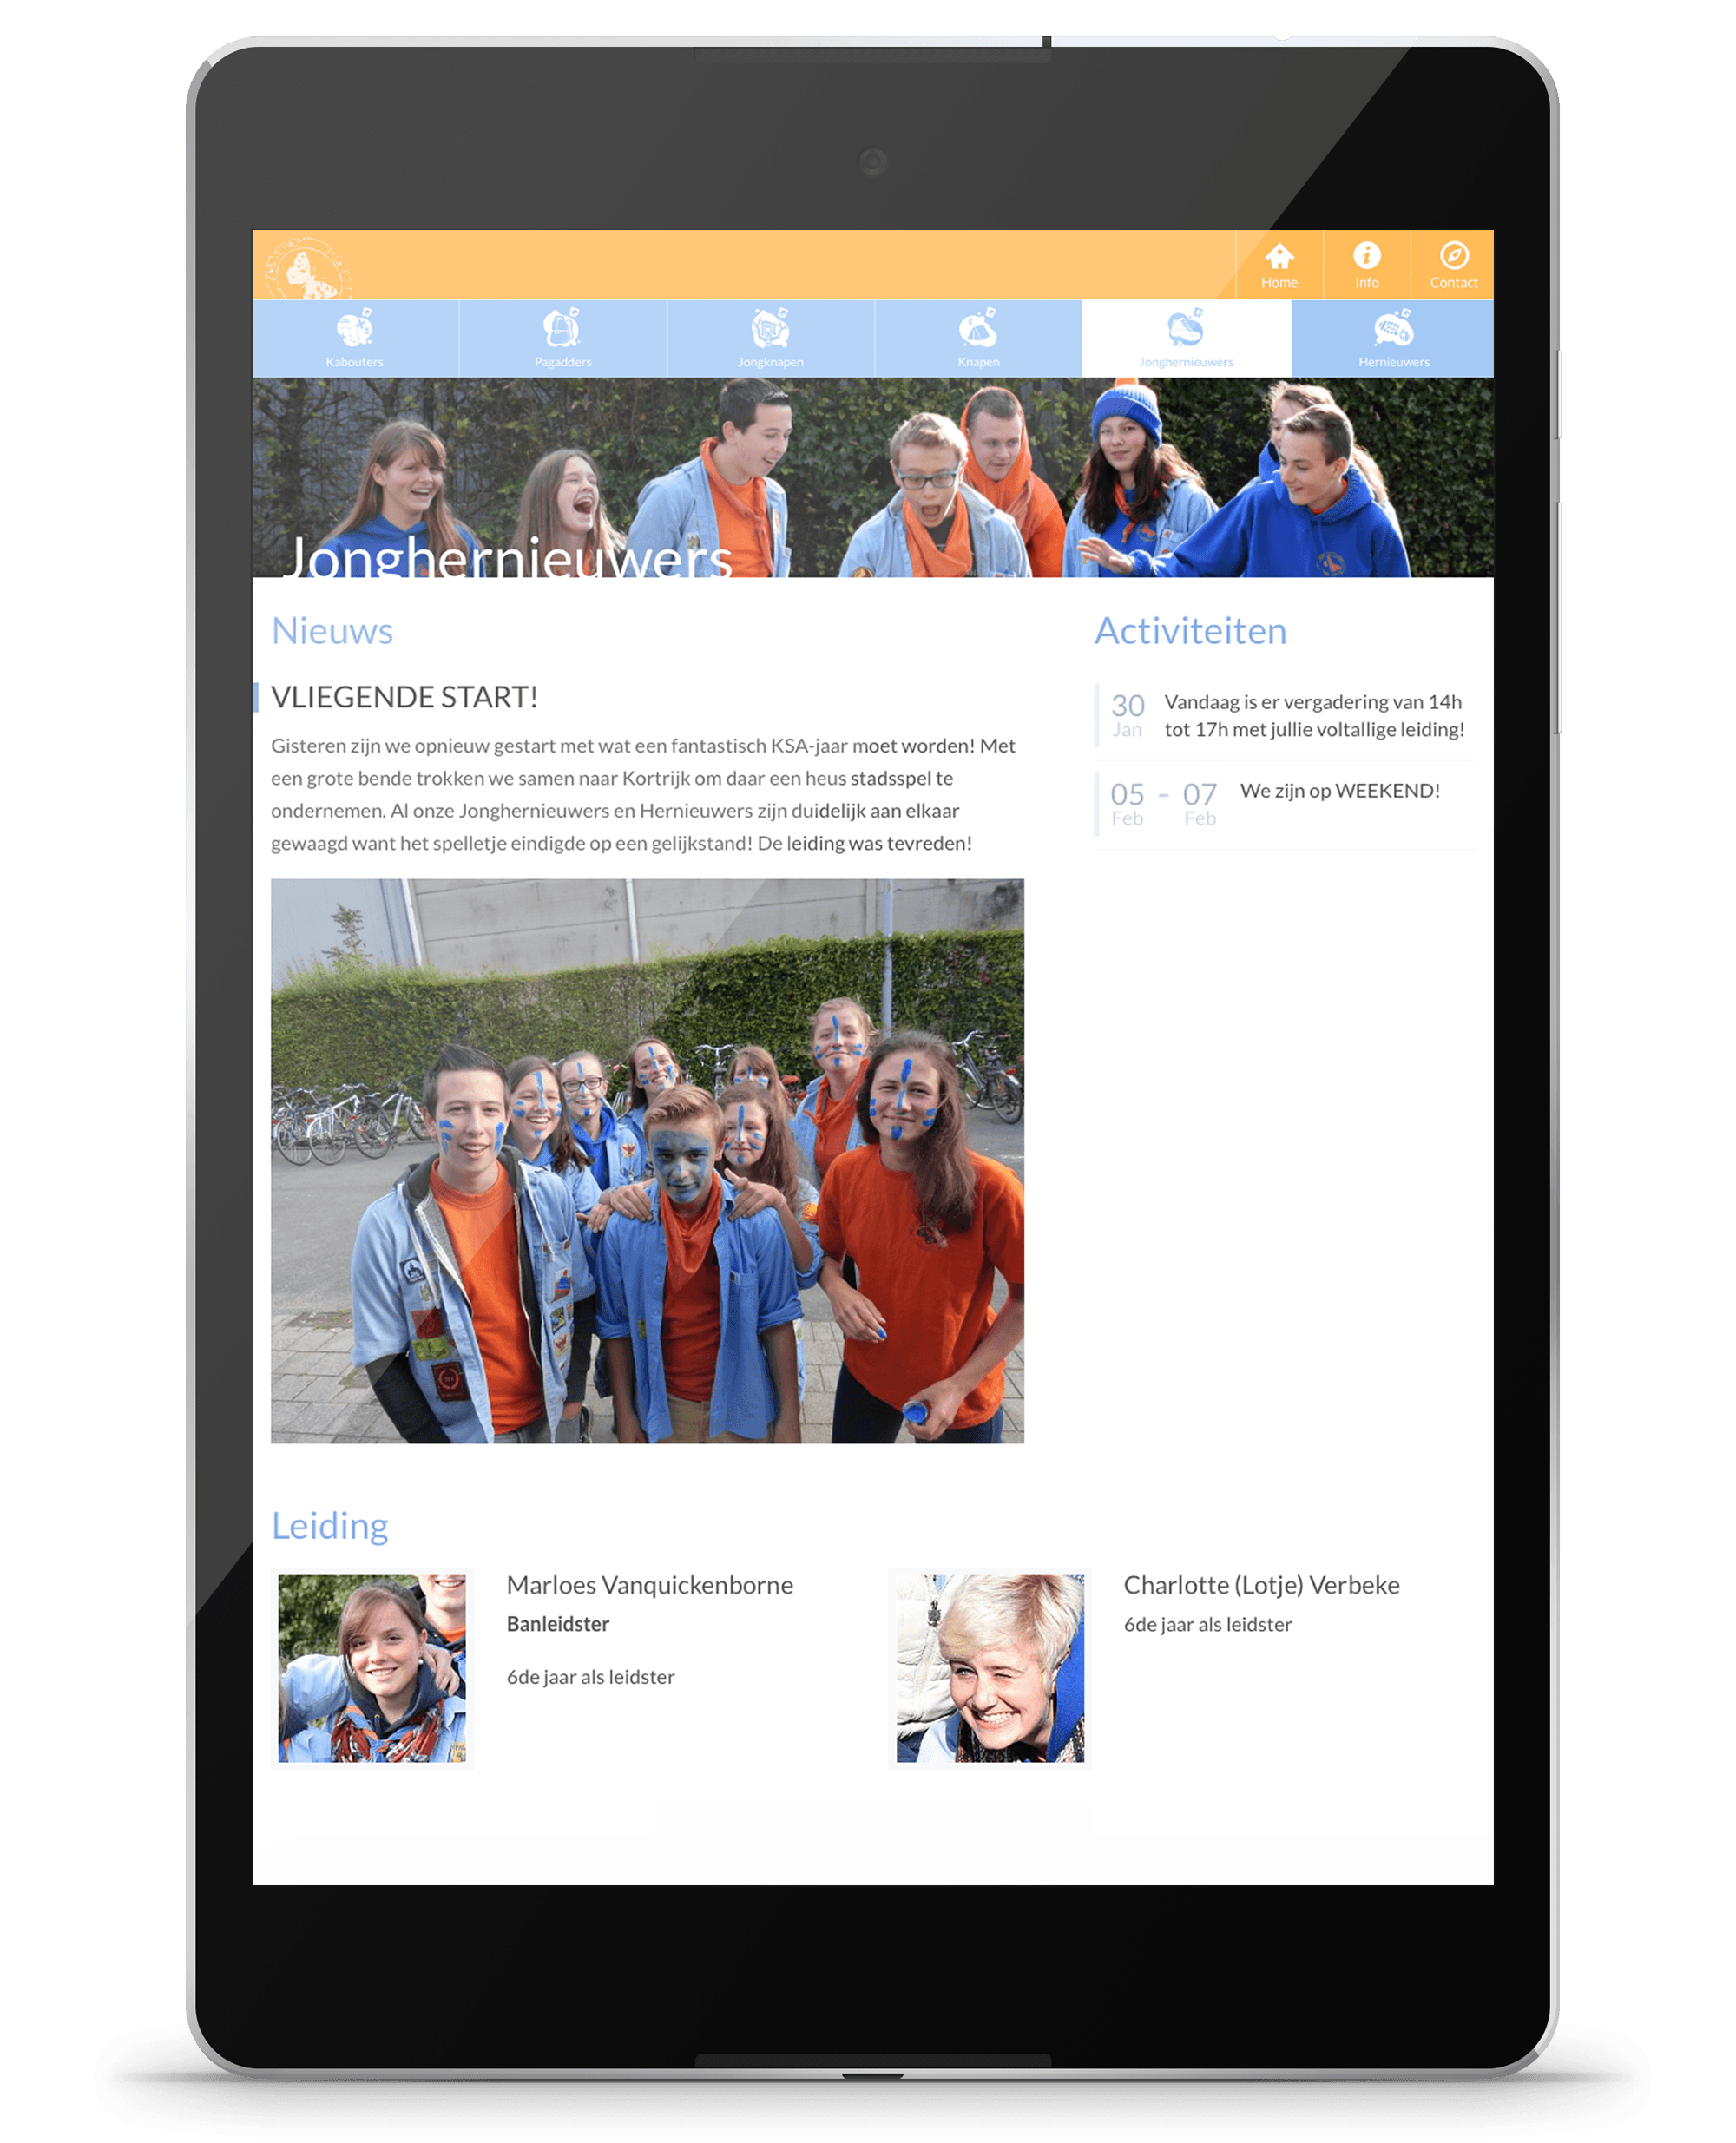 Home
Info
Contact
Kabouters
Pagadders
Jongknapen
Knapen
Jonghernieuwers
Hernieuwers
Jonghernieuwers
Nieuws
VLIEGENDE START!
Gisteren zijn we opnieuw gestart met wat een fantastisch KSA-jaar moet worden! Met
een grote bende trokken we samen naar Kortrijk om daar een heus stadsspel te
ondernemen. Al onze Jonghernieuwers en Hernieuwers zijn duidelijk aan elkaar
gewaagd want het spelletje eindigde op een gelijkstand! De leiding was tevreden!
Activiteiten
30
Jan
Vandaag is er vergadering van 14h
tot 17h met jullie voltallige leiding!
05 - 07
Feb Feb
We zijn op WEEKEND!
Leiding
Marloes Vanquickenborne
Banleidster
6de jaar als leidster
Charlotte (Lotje) Verbeke
6de jaar als leidster